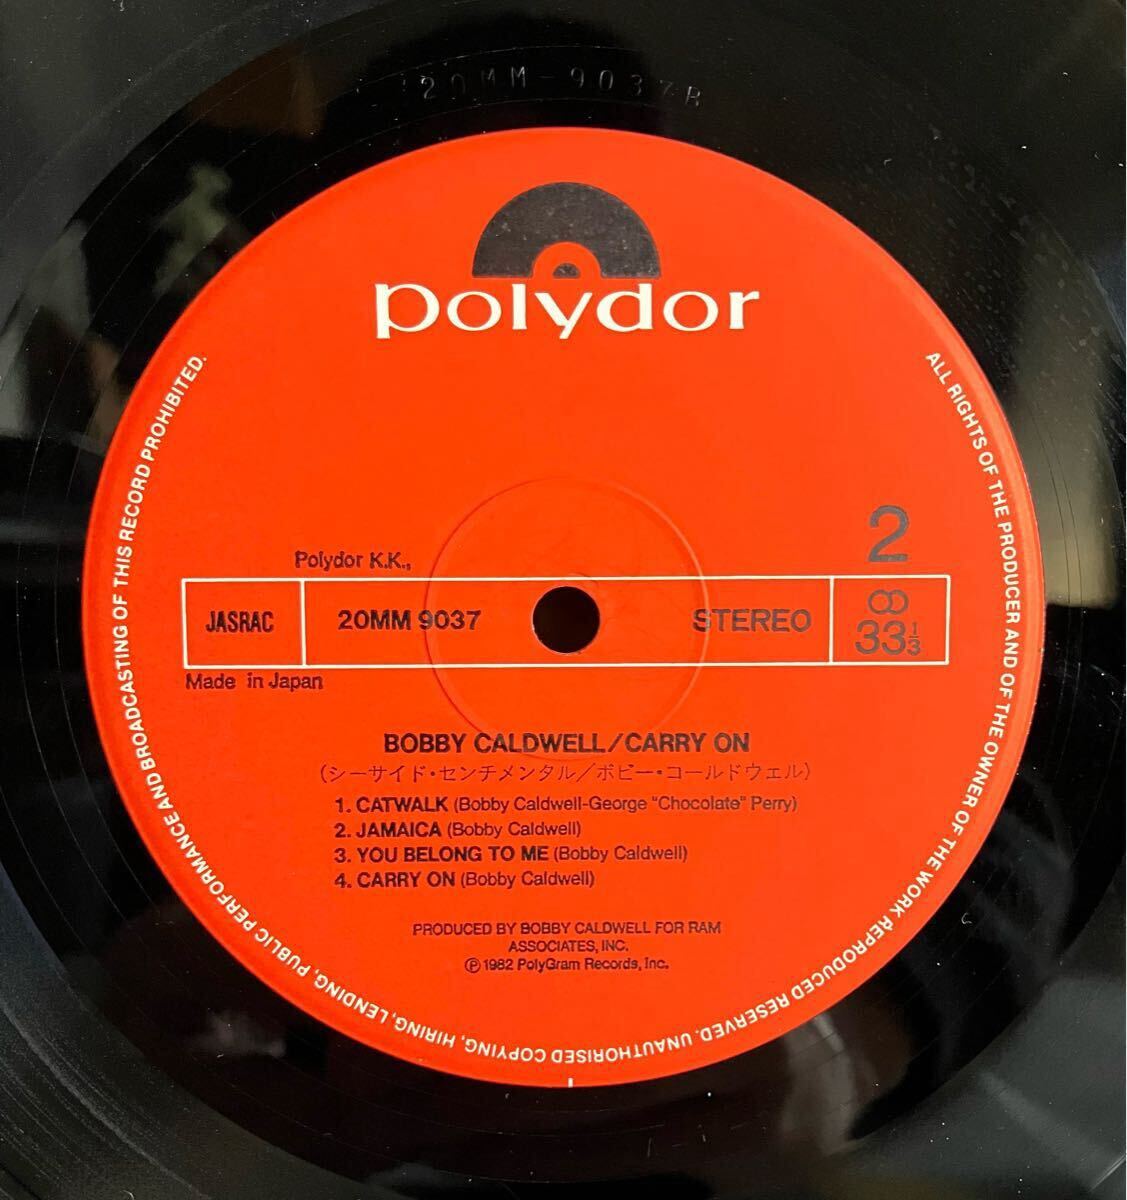 20MM-9037B
polydor
ALL RIGHTS OF THE PRODUCER AND OF THE OWNER OF THE WORK REPRODUCED RESERVED. UNAUTHORISED COPYING, HIRING, LENDING, PUBLIC PERFORMANCE AND BROADCASTING OF THIS RECORD PROHIBITED.
2
Polydor K.K.,
JASRAC 20MM 9037 STEREO 33 1/3
Made in Japan
BOBBY CALDWELL/CARRY ON
(シーサイド・センチメンタル/ボビー・コールドウェル)
1. CATWALK (Bobby Caldwell-George "Chocolate" Perry)
2. JAMAICA (Bobby Caldwell)
3. YOU BELONG TO ME (Bobby Caldwell)
4. CARRY ON (Bobby Caldwell)
PRODUCED BY BOBBY CALDWELL FOR RAM
ASSOCIATES, INC.
Ⓟ 1982 PolyGram Records, Inc.